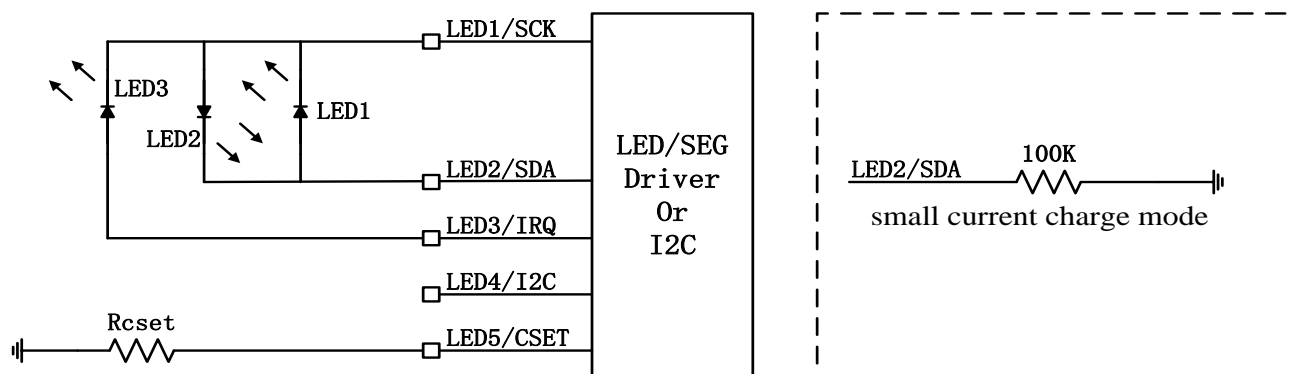 LED1/SCK
LED3
LED1
LED2
LED/SEG
Driver
Or
I2C
LED2/SDA
LED3/IRQ
LED4/I2C
LED5/CSET
Rcset
100K
LED2/SDA
small current charge mode